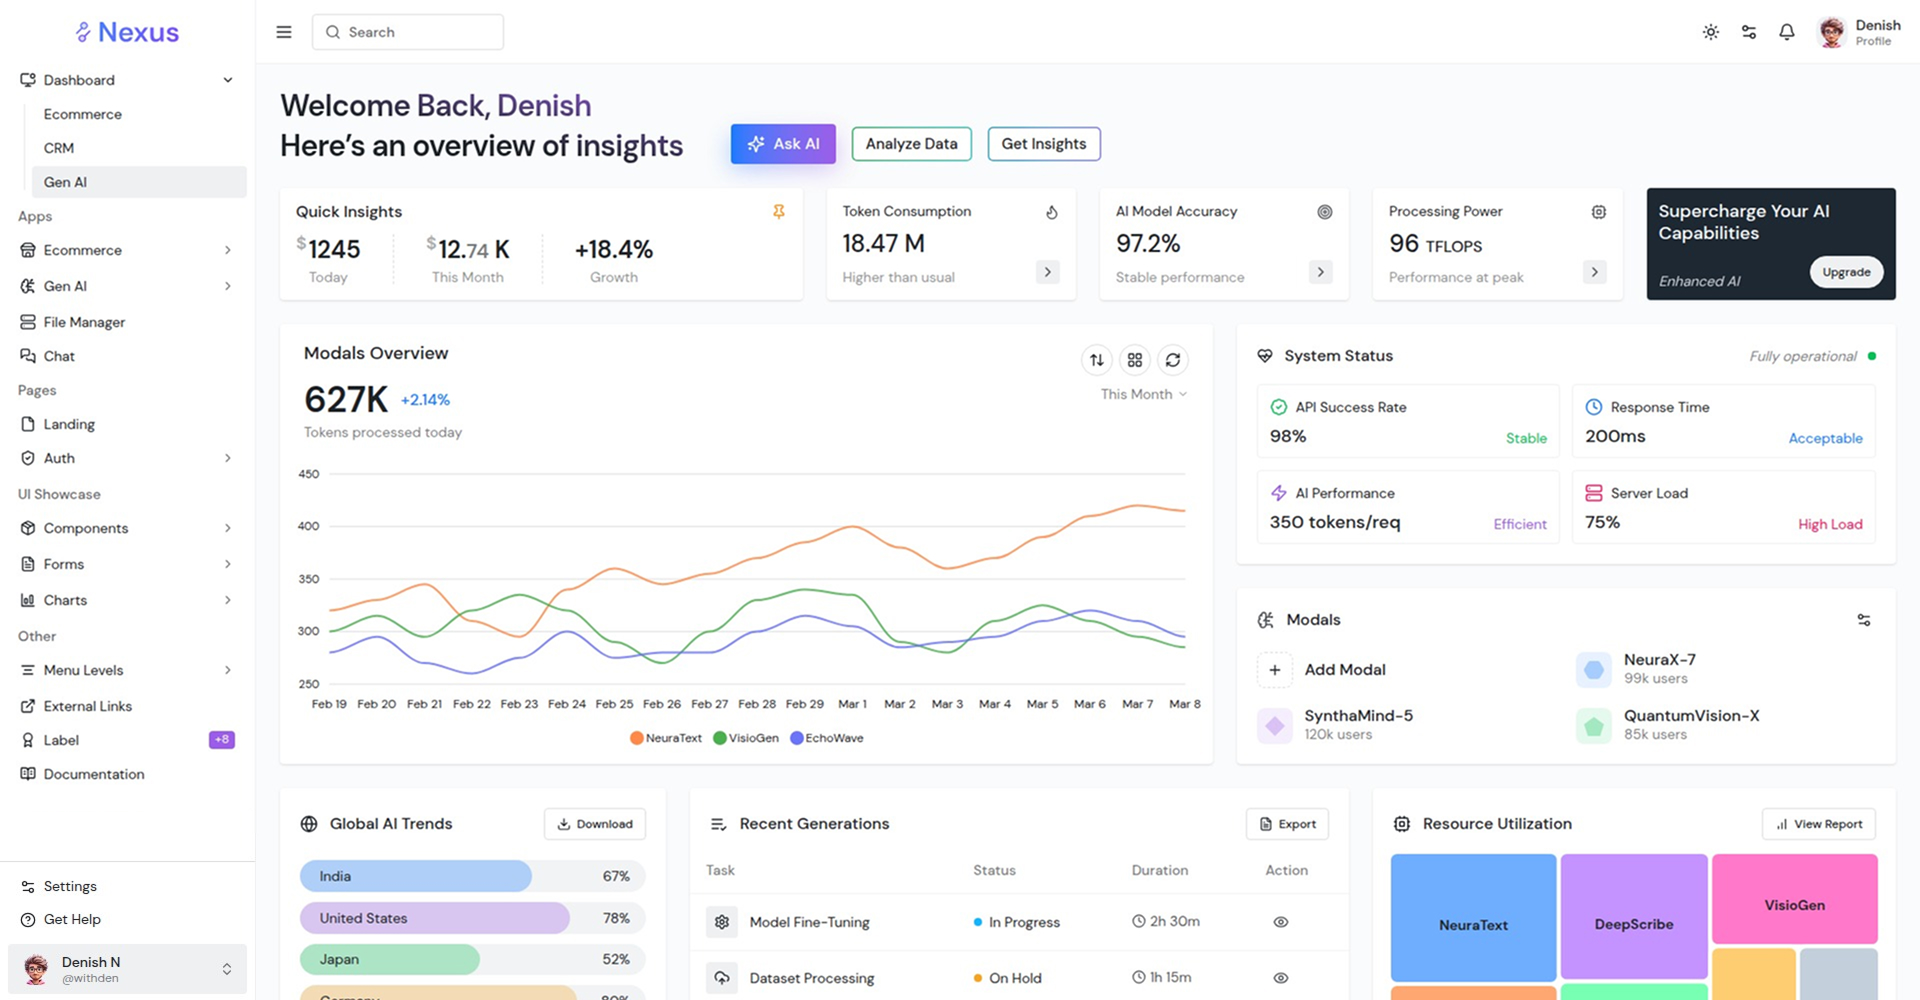 Nexus
Dashboard
Ecommerce
CRM
Gen AI
Apps
Ecommerce
Gen AI
File Manager
Chat
Pages
Landing
Auth
UI Showcase
Components
Forms
Charts
Other
Menu Levels
External Links
Label +8
Documentation
Settings
Get Help
Denish N
@withden
Search
Denish
Profile
Welcome Back, Denish
Here's an overview of insights
Ask AI
Analyze Data
Get Insights
Quick Insights
$1245
Today
$12.74 K
This Month
+18.4%
Growth
Token Consumption
18.47 M
Higher than usual
AI Model Accuracy
97.2%
Stable performance
Processing Power
96 TFLOPS
Performance at peak
Supercharge Your AI
Capabilities
Enhanced AI
Upgrade
Modals Overview
627K +2.14%
Tokens processed today
This Month
450
400
350
300
250
Feb 19 Feb 20 Feb 21 Feb 22 Feb 23 Feb 24 Feb 25 Feb 26 Feb 27 Feb 28 Feb 29 Mar 1 Mar 2 Mar 3 Mar 4 Mar 5 Mar 6 Mar 7 Mar 8
NeuraText VisioGen EchoWave
System Status
Fully operational
API Success Rate
98% Stable
Response Time
200ms Acceptable
AI Performance
350 tokens/req Efficient
Server Load
75% High Load
Modals
Add Modal
NeuraX-7
99k users
SynthaMind-5
120k users
QuantumVision-X
85k users
Global AI Trends
Download
India 67%
United States 78%
Japan 52%
Germany 80%
Recent Generations
Export
Task Status Duration Action
Model Fine-Tuning In Progress 2h 30m
Dataset Processing On Hold 1h 15m
Resource Utilization
View Report
NeuraText
DeepScribe
VisioGen